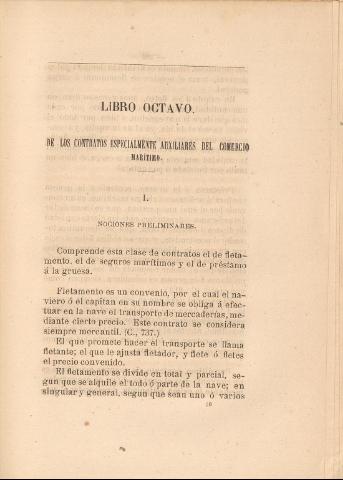 LIBRO OCTAVO.
DE LOS CONTRATOS ESPECIALMENTE AUXILIARES DEL COMERCIO
MARÍTIMO.
I.
NOCIONES PRELIMINARES.
Comprende esta clase de contratos el de fleta-
mento, el de seguros marítimos y el de préstamo
á la gruesa.
Fletamento es un convenio, por el cual el na-
viero ó el capitan en su nombre se obliga á efec-
tuar en la nave el transporte de mercaderías, me-
diante cierto precio. Este contrato se considera
siempre mercantil. (C., 737.)
El que promete hacer el transporte se llama
fletante; el que le ajusta fletador, y flete ó fletes
el precio convenido.
El fletamento se divide en total y parcial, se-
gun que se alquile el todo ó parte de la nave; en
singular y general, segun que sean uno ó varios